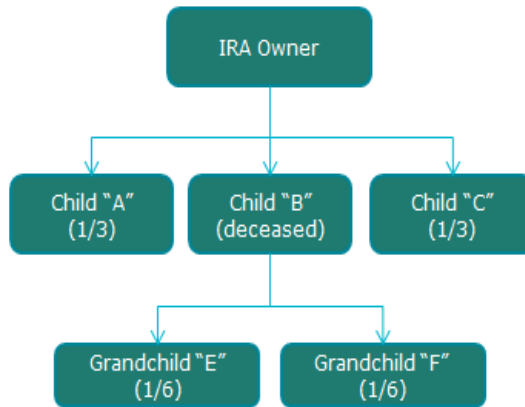 IRA Owner
Child “A”
(1/3)
Child “B”
(deceased)
Child “C”
(1/3)
Grandchild “E”
(1/6)
Grandchild “F”
(1/6)